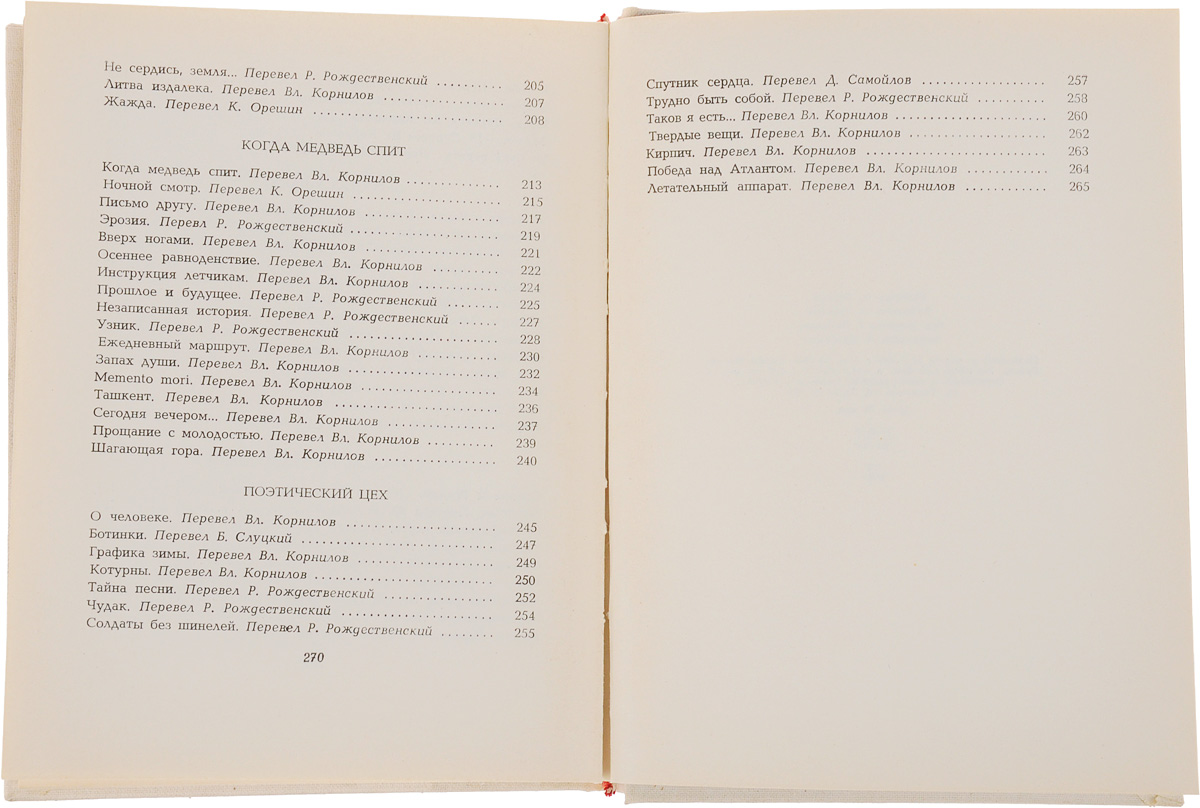 Не сердись, земля... Перевел Р. Рождественский .......... 205
Литва издалека. Перевел Вл. Корнилов .................. 207
Жажда. Перевел К. Орешин ............................ 208
КОГДА МЕДВЕДЬ СПИТ
Когда медведь спит. Перевел Вл. Корнилов .............. 213
Ночной смотр. Перевел К. Орешин ...................... 215
Письмо другу. Перевел Вл. Корнилов .................... 217
Эрозия. Перевл Р. Рождественский ...................... 219
Вверх ногами. Перевел Вл. Корнилов .................... 221
Осеннее равноденствие. Перевел Вл. Корнилов .......... 222
Инструкция летчикам. Перевел Вл. Корнилов ............ 224
Прошлое и будущее. Перевел Р. Рождественский ........ 225
Незаписанная история. Перевел Р. Рождественский ...... 227
Узник. Перевел Р. Рождественский ...................... 228
Ежедневный маршрут. Перевел Вл. Корнилов ............ 230
Запах души. Перевел Вл. Корнилов ...................... 232
Memento mori. Перевел Вл. Корнилов .................... 234
Ташкент. Перевел Вл. Корнилов ........................ 236
Сегодня вечером... Перевел Вл. Корнилов ................ 237
Прощание с молодостью. Перевел Вл. Корнилов .......... 239
Шагающая гора. Перевел Вл. Корнилов .................. 240
ПОЭТИЧЕСКИЙ ЦЕХ
О человеке. Перевел Вл. Корнилов ...................... 245
Ботинки. Перевел Б. Слуцкий ............................ 247
Графика зимы. Перевел Вл. Корнилов .................... 249
Котурны. Перевел Вл. Корнилов .......................... 250
Тайна песни. Перевел Р. Рождественский ................ 252
Чудак. Перевел Р. Рождественский ...................... 254
Солдаты без шинелей. Перевел Р. Рождественский ........ 255
270
Спутник сердца. Перевел Д. Самойлов .................. 257
Трудно быть собой. Перевел Р. Рождественский .......... 258
Таков я есть... Перевел Вл. Корнилов .................... 260
Твердые вещи. Перевел Вл. Корнилов .................... 262
Кирпич. Перевел Вл. Корнилов .......................... 263
Победа над Атлантом. Перевел Вл. Корнилов ............ 264
Летательный аппарат. Перевел Вл. Корнилов ............ 265